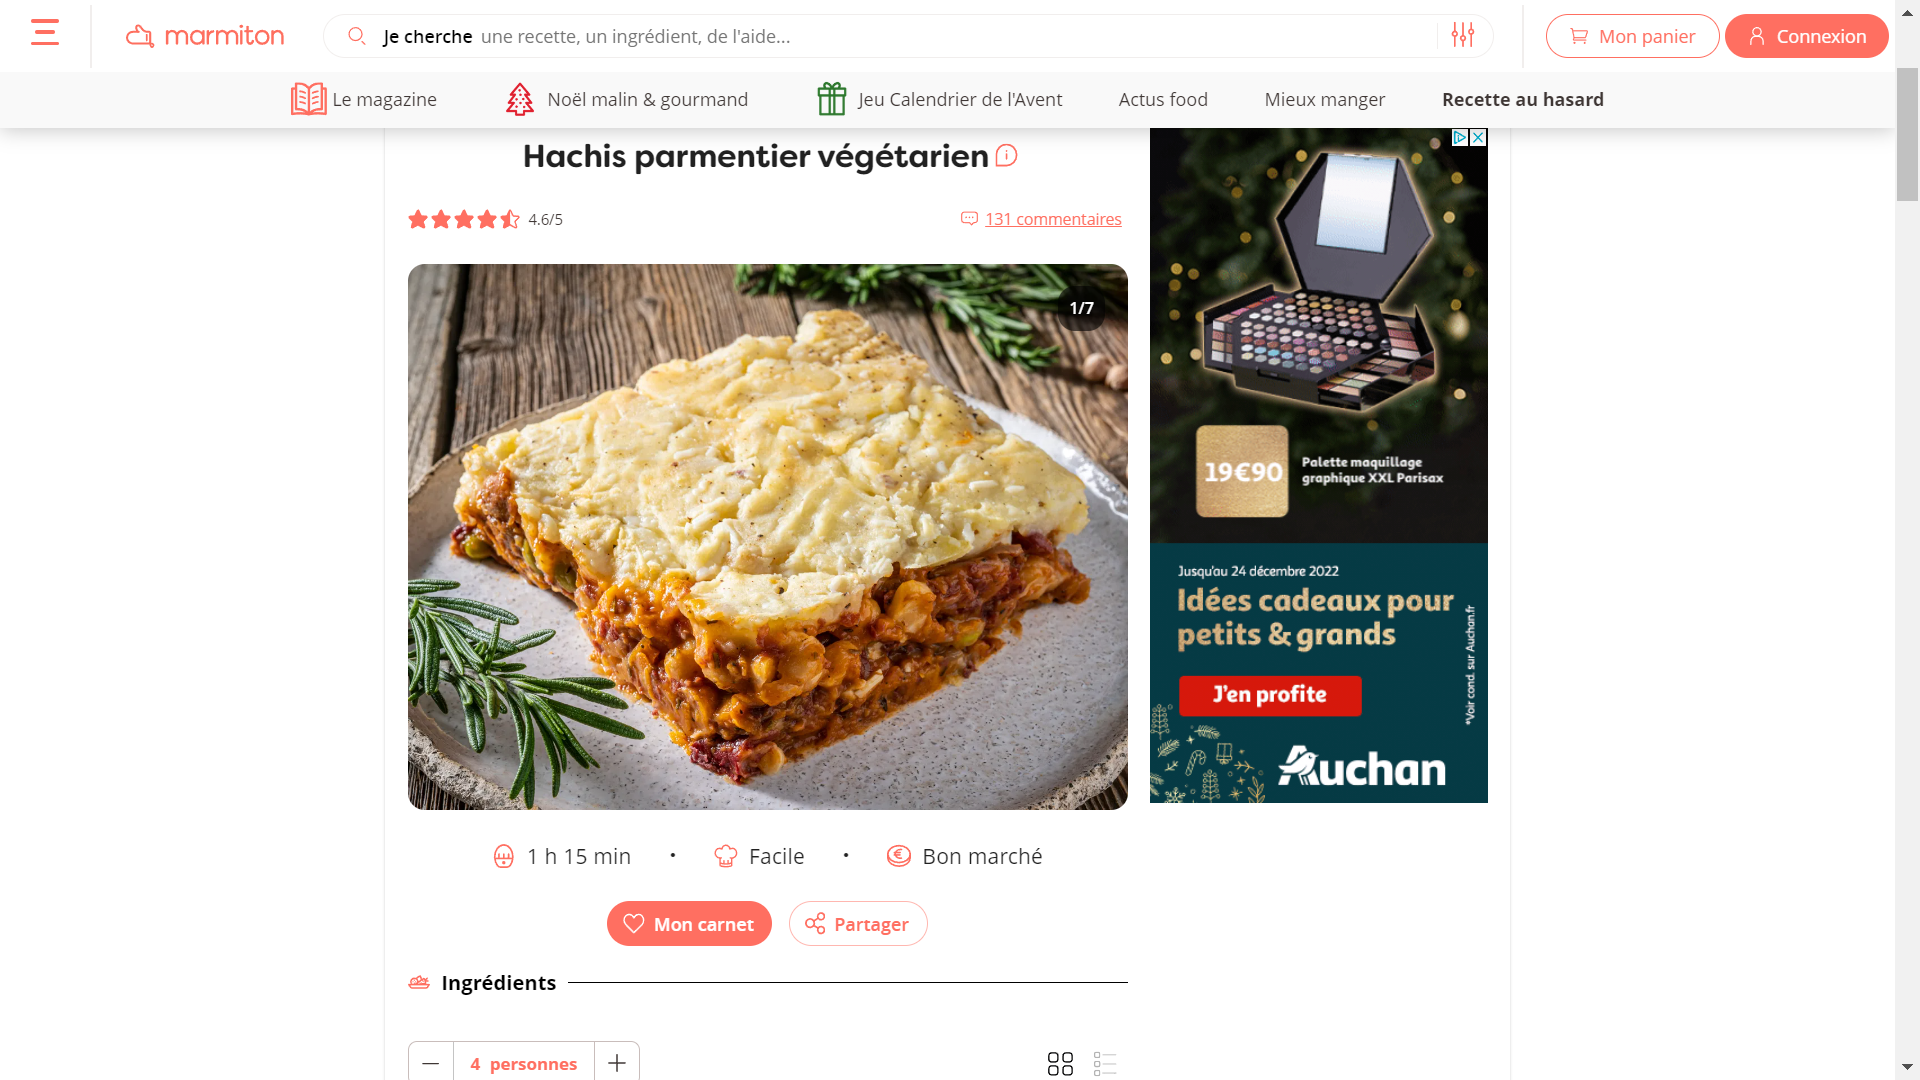 marmiton
Je cherche une recette, un ingrédient, de l'aide...
Mon panier
Connexion
Le magazine
Noël malin & gourmand
Jeu Calendrier de l'Avent
Actus food
Mieux manger
Recette au hasard
Hachis parmentier végétarien
4.6/5
131 commentaires
1/7
19€90
Palette maquillage
graphique XXL Parisax
Jusqu'au 24 décembre 2022
Idées cadeaux pour
petits & grands
J'en profite
*Voir cond. sur Auchan.fr
Auchan
1 h 15 min
•
Facile
•
Bon marché
Mon carnet
Partager
Ingrédients
4 personnes